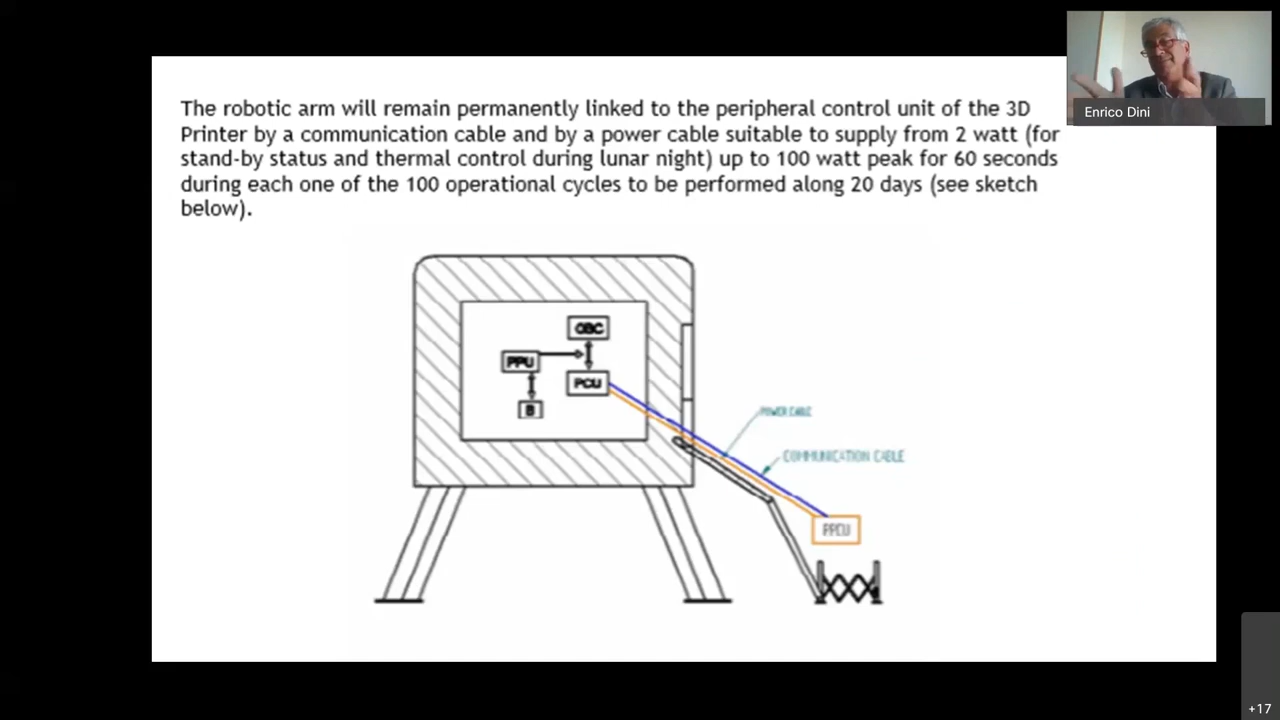 The robotic arm will remain permanently linked to the peripheral control unit of the 3D
Printer by a communication cable and by a power cable suitable to supply from 2 watt (for
stand-by status and thermal control during lunar night) up to 100 watt peak for 60 seconds
during each one of the 100 operational cycles to be performed along 20 days (see sketch
below).
Enrico Dini
OBC
PPU
PCU
B
POWER CABLE
COMMUNICATION CABLE
PPCU
+17